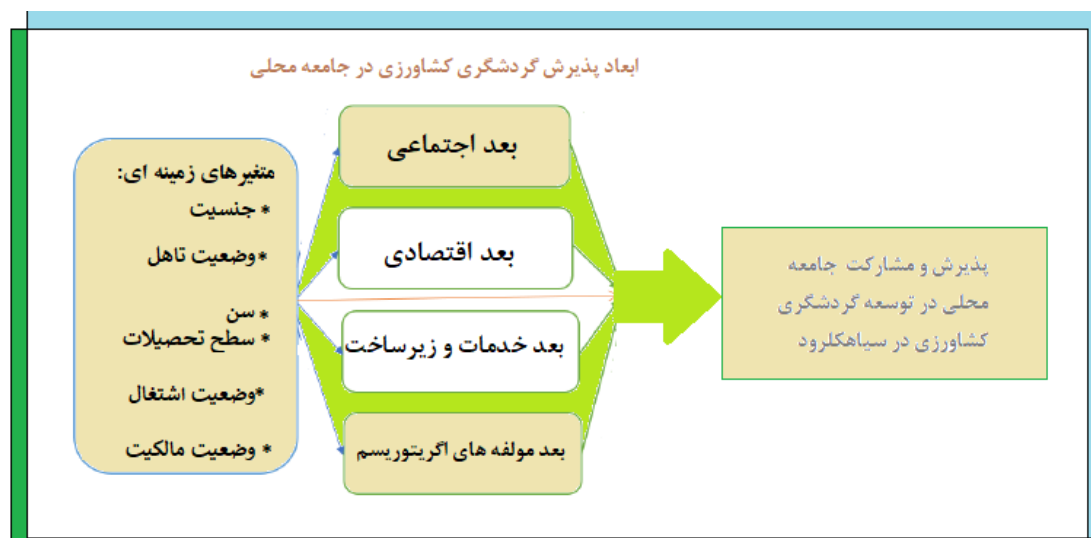 ابعاد پذیرش گردشگری کشاورزی در جامعه محلی
متغیرهای زمینه ای:
* جنسیت
*وضعیت تاهل
* سن
* سطح تحصیلات
*وضعیت اشتغال
* وضعیت مالکیت
بعد اجتماعی
بعد اقتصادی
بعد خدمات و زیرساخت
بعد مولفه های اگریتوریسم
پذیرش و مشارکت جامعه
محلی در توسعه گردشگری
کشاورزی در سیاهکلرود